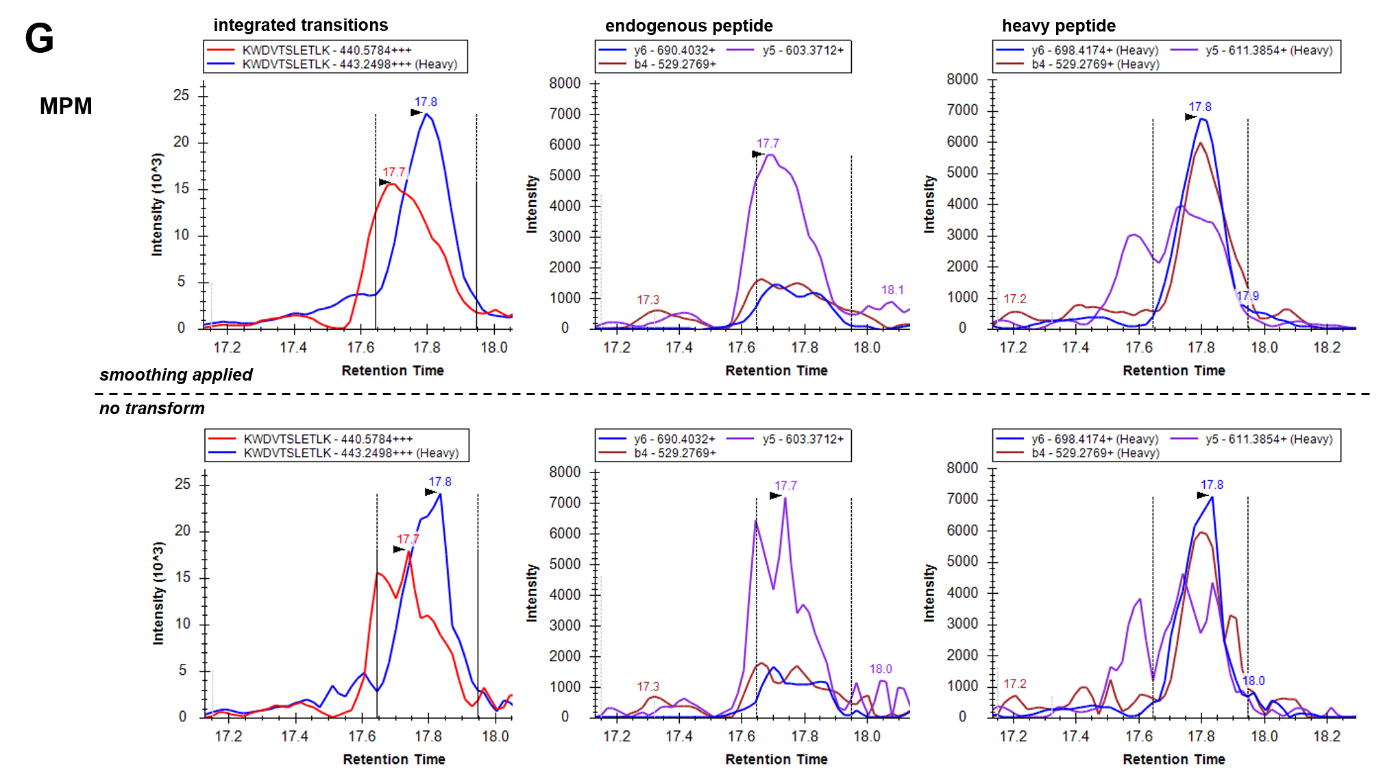 G
MPM
integrated transitions
KWDVTSLETLK - 440.5784+++
KWDVTSLETLK - 443.2498+++ (Heavy)
25
20
15
10
5
0
Intensity (10^3)
17.7
17.8
17.2 17.4 17.6 17.8 18.0
Retention Time
endogenous peptide
y6 - 690.4032+ y5 - 603.3712+
b4 - 529.2769+
8000
7000
6000
5000
4000
3000
2000
1000
0
Intensity
17.7
17.3
18.1
17.2 17.4 17.6 17.8 18.0
Retention Time
heavy peptide
y6 - 698.4174+ (Heavy) y5 - 611.3854+ (Heavy)
b4 - 529.2769+ (Heavy)
8000
7000
6000
5000
4000
3000
2000
1000
0
Intensity
17.8
17.2
17.9
17.2 17.4 17.6 17.8 18.0 18.2
Retention Time
smoothing applied
no transform
KWDVTSLETLK - 440.5784+++
KWDVTSLETLK - 443.2498+++ (Heavy)
25
20
15
10
5
0
Intensity (10^3)
17.8
17.7
17.2 17.4 17.6 17.8 18.0
Retention Time
y6 - 690.4032+ y5 - 603.3712+
b4 - 529.2769+
8000
7000
6000
5000
4000
3000
2000
1000
0
Intensity
17.7
17.3
18.0
17.2 17.4 17.6 17.8 18.0
Retention Time
y6 - 698.4174+ (Heavy) y5 - 611.3854+ (Heavy)
b4 - 529.2769+ (Heavy)
8000
7000
6000
5000
4000
3000
2000
1000
0
Intensity
17.8
17.2
18.0
17.2 17.4 17.6 17.8 18.0 18.2
Retention Time